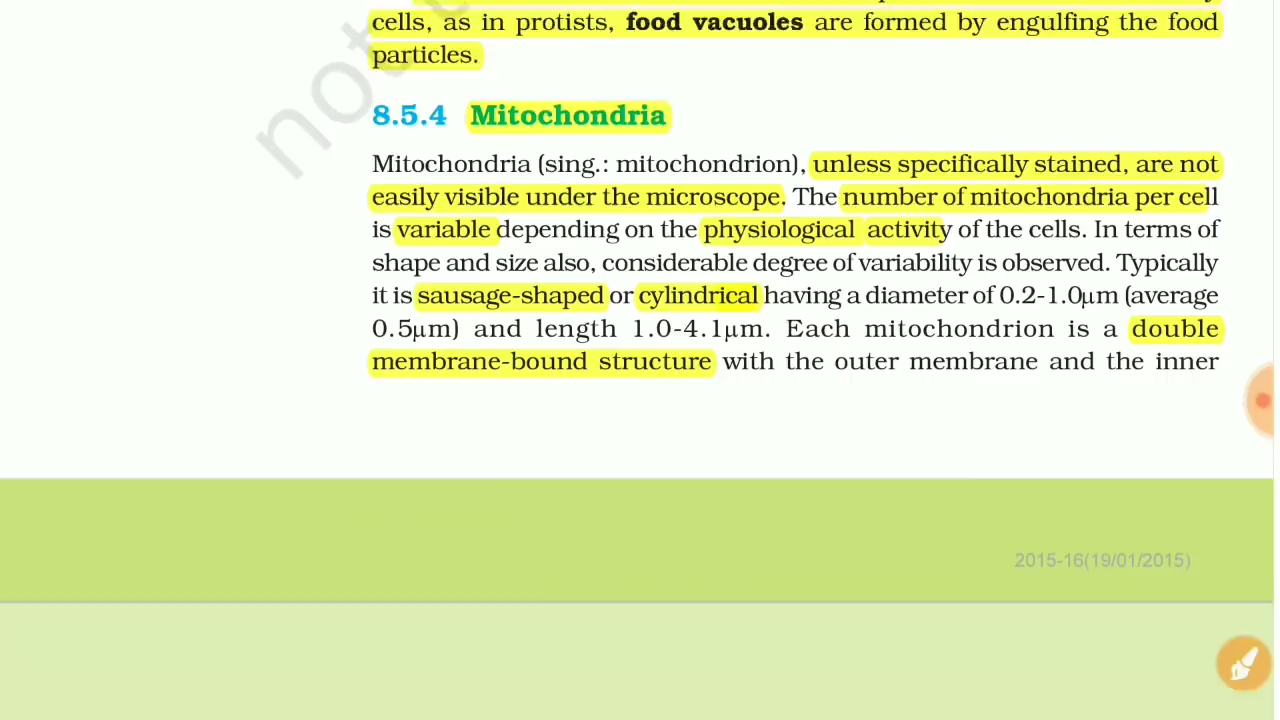 cells, as in protists, food vacuoles are formed by engulfing the food
particles.
8.5.4 Mitochondria
Mitochondria (sing.: mitochondrion), unless specifically stained, are not
easily visible under the microscope. The number of mitochondria per cell
is variable depending on the physiological activity of the cells. In terms of
shape and size also, considerable degree of variability is observed. Typically
it is sausage-shaped or cylindrical having a diameter of 0.2-1.0μm (average
0.5μm) and length 1.0-4.1μm. Each mitochondrion is a double
membrane-bound structure with the outer membrane and the inner
2015-16(19/01/2015)
not